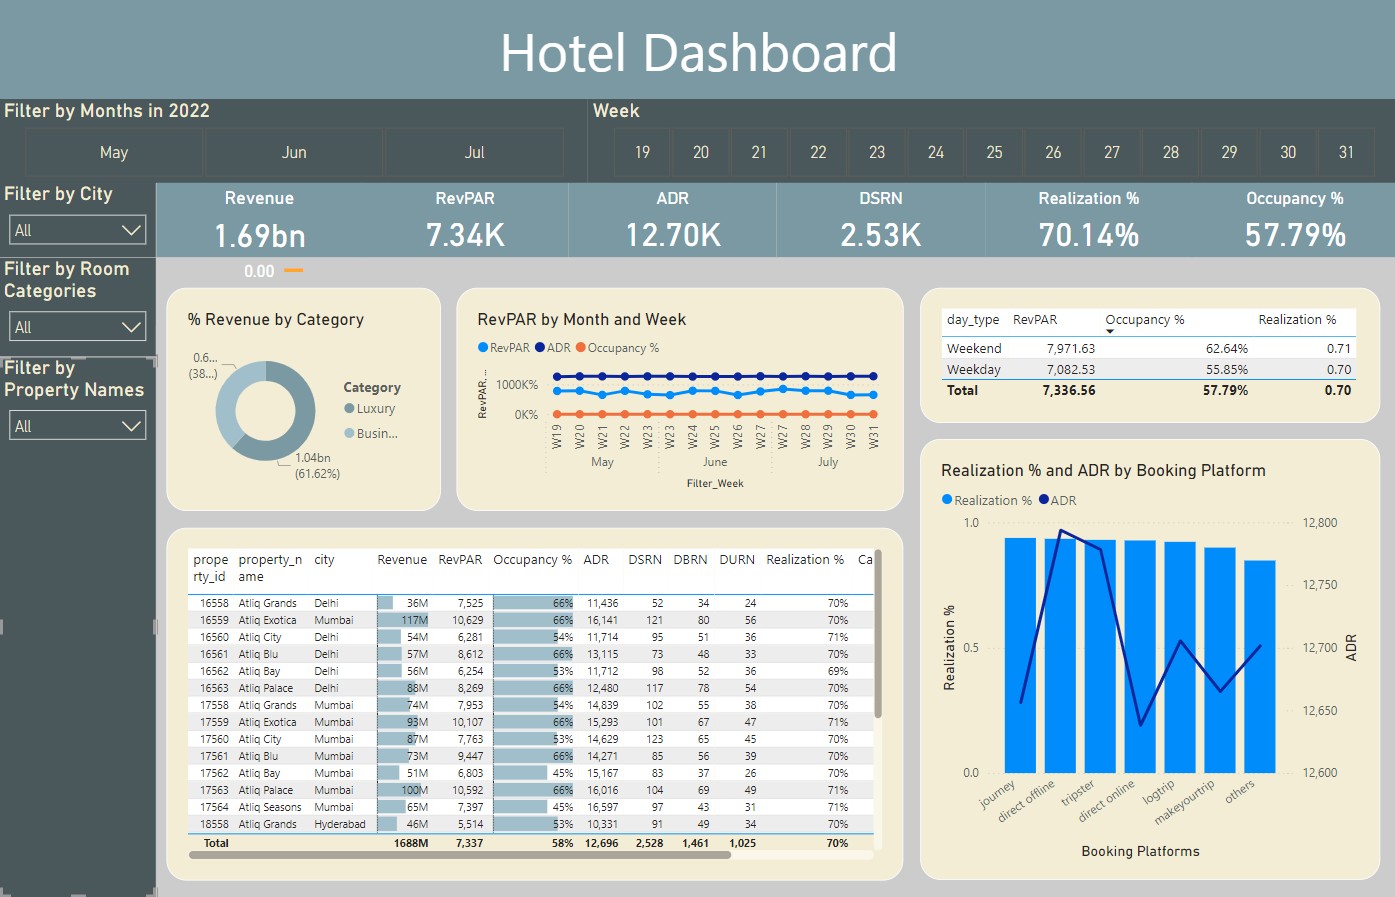 Hotel Dashboard
Filter by Months in 2022
May Jun Jul
Week
19 20 21 22 23 24 25 26 27 28 29 30 31
Filter by City
All
Filter by Room
Categories
All
Filter by
Property Names
All
Revenue RevPAR ADR DSRN Realization % Occupancy %
1.69bn 7.34K 12.70K 2.53K 70.14% 57.79%
0.00
% Revenue by Category
0.6...
(38...)
Category
Luxury
Busin...
1.04bn
(61.62%)
RevPAR by Month and Week
RevPAR ADR Occupancy %
RevPAR, ...
1000K%
0K%
W19 W20 W21 W22 W23 W23 W24 W25 W26 W27 W27 W28 W29 W30 W31
May June July
Filter_Week
day_type RevPAR Occupancy % Realization %
Weekend 7,971.63 62.64% 0.71
Weekday 7,082.53 55.85% 0.70
Total 7,336.56 57.79% 0.70
prope property_n city Revenue RevPAR Occupancy % ADR DSRN DBRN DURN Realization % Ca
rty_id ame
16558 Atliq Grands Delhi 36M 7,525 66% 11,436 52 34 24 70%
16559 Atliq Exotica Mumbai 117M 10,629 66% 16,141 121 80 56 70%
16560 Atliq City Delhi 54M 6,281 54% 11,714 95 51 36 71%
16561 Atliq Blu Delhi 57M 8,612 66% 13,115 73 48 33 70%
16562 Atliq Bay Delhi 56M 6,254 53% 11,712 98 52 36 69%
16563 Atliq Palace Delhi 88M 8,269 66% 12,480 117 78 54 70%
17558 Atliq Grands Mumbai 74M 7,953 54% 14,839 102 55 38 70%
17559 Atliq Exotica Mumbai 93M 10,107 66% 15,293 101 67 47 71%
17560 Atliq City Mumbai 87M 7,763 53% 14,629 123 65 45 70%
17561 Atliq Blu Mumbai 73M 9,447 66% 14,271 85 56 39 70%
17562 Atliq Bay Mumbai 51M 6,803 45% 15,167 83 37 26 70%
17563 Atliq Palace Mumbai 100M 10,592 66% 16,016 104 69 49 71%
17564 Atliq Seasons Mumbai 65M 7,397 45% 16,597 97 43 31 71%
18558 Atliq Grands Hyderabad 46M 5,514 53% 10,331 91 49 34 70%
Total 1688M 7,337 58% 12,696 2,528 1,461 1,025 70%
Realization % and ADR by Booking Platform
Realization % ADR
1.0 12,800
12,750
0.5 12,700
12,650
0.0 12,600
Realization %
ADR
journey direct offline tripster direct online logtrip makeyourtrip others
Booking Platforms